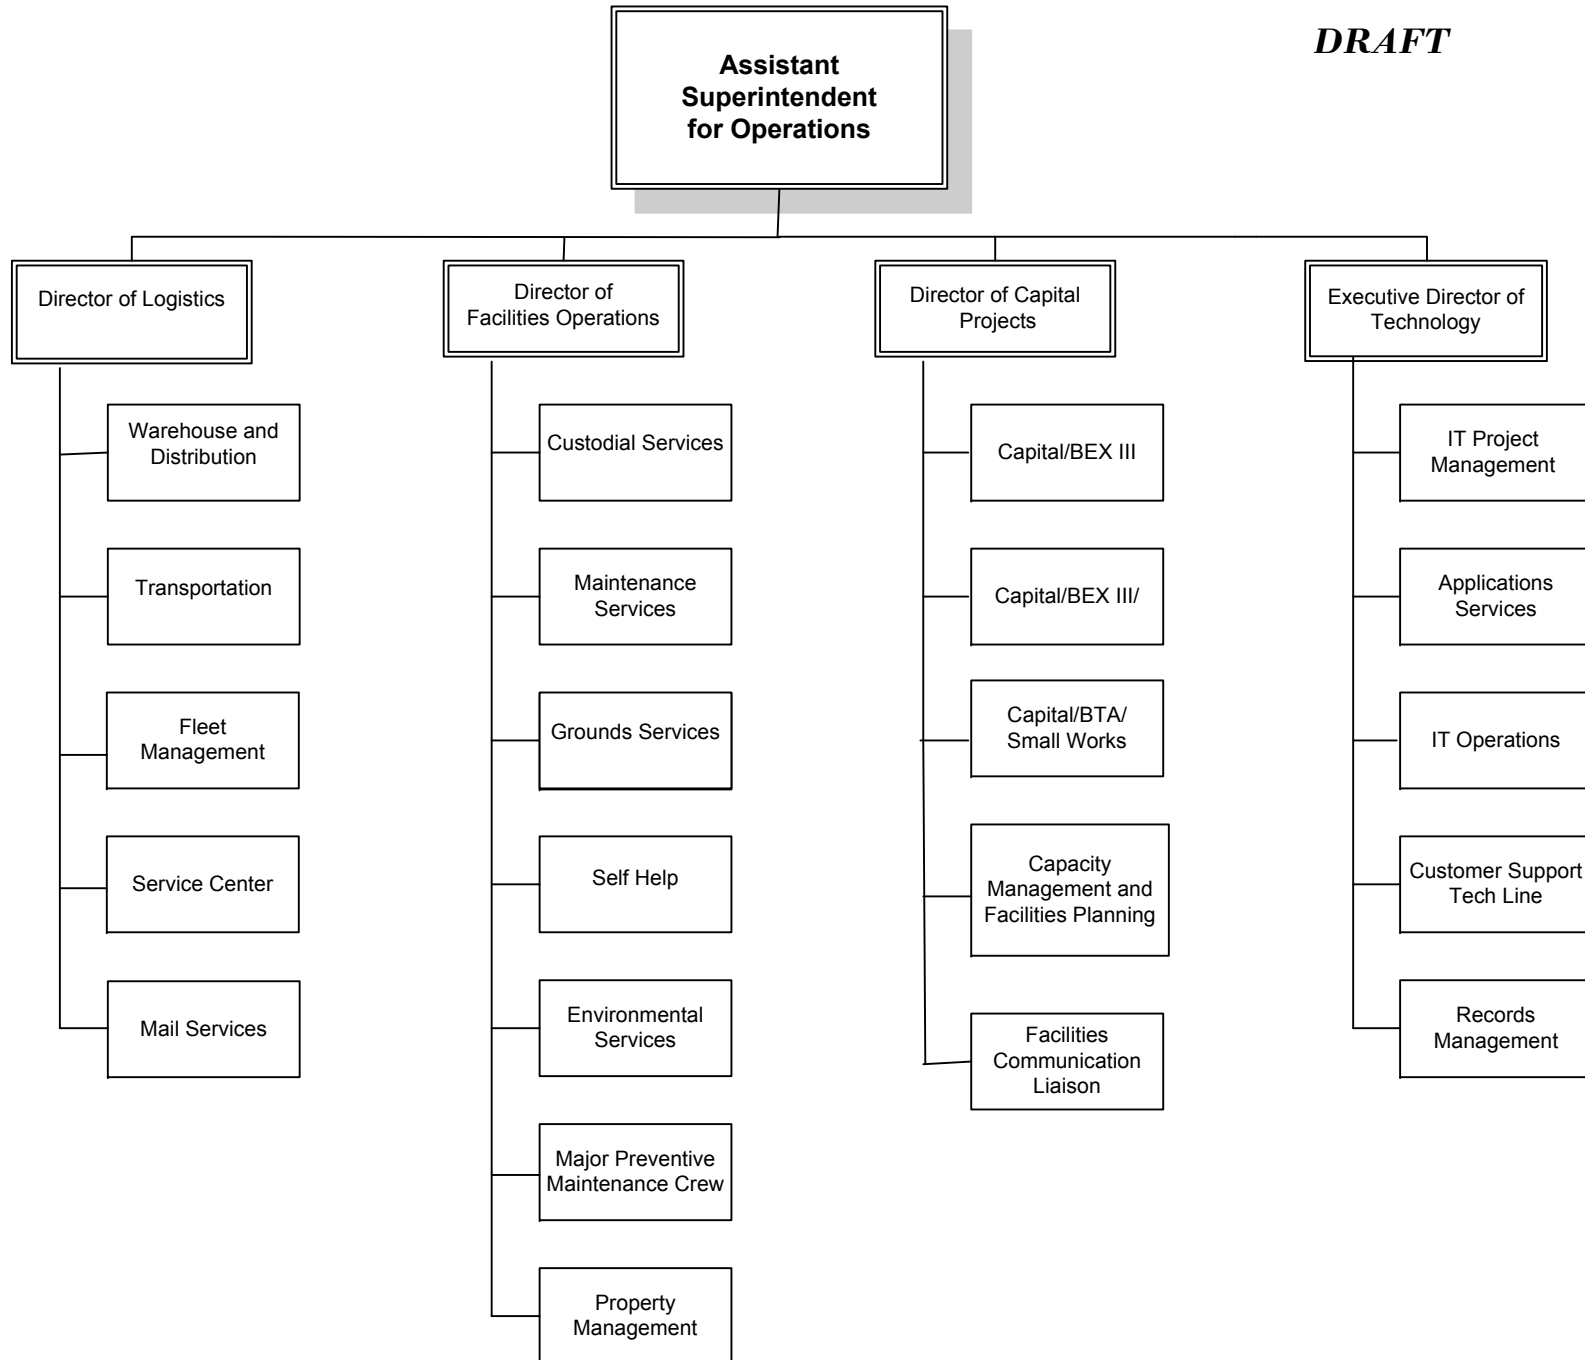 DRAFT
Assistant
Superintendent
for Operations
Director of Logistics
Warehouse and
Distribution
Transportation
Fleet
Management
Service Center
Mail Services
Director of
Facilities Operations
Custodial Services
Maintenance
Services
Grounds Services
Self Help
Environmental
Services
Major Preventive
Maintenance Crew
Property
Management
Director of Capital
Projects
Capital/BEX III
Capital/BEX III/
Capital/BTA/
Small Works
Capacity
Management and
Facilities Planning
Facilities
Communication
Liaison
Executive Director of
Technology
IT Project
Management
Applications
Services
IT Operations
Customer Support
Tech Line
Records
Management